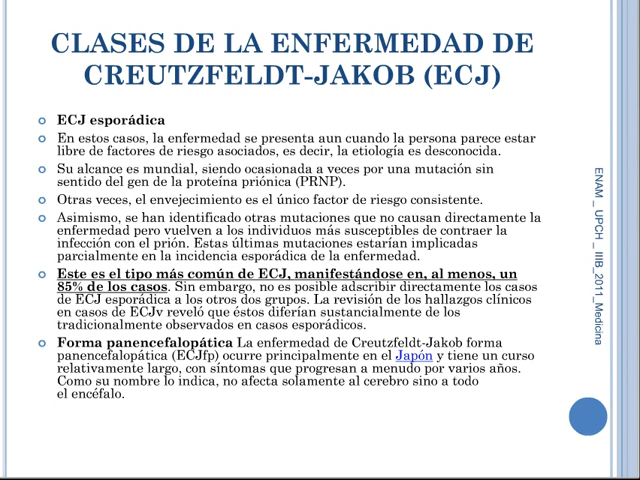 CLASES DE LA ENFERMEDAD DE
CREUTZFELDT-JAKOB (ECJ)
ECJ esporádica
En estos casos, la enfermedad se presenta aun cuando la persona parece estar
libre de factores de riesgo asociados, es decir, la etiología es desconocida.
Su alcance es mundial, siendo ocasionada a veces por una mutación sin
sentido del gen de la proteína priónica (PRNP).
Otras veces, el envejecimiento es el único factor de riesgo consistente.
Asimismo, se han identificado otras mutaciones que no causan directamente la
enfermedad pero vuelven a los individuos más susceptibles de contraer la
infección con el prión. Estas últimas mutaciones estarían implicadas
parcialmente en la incidencia esporádica de la enfermedad.
Este es el tipo más común de ECJ, manifestándose en, al menos, un
85% de los casos. Sin embargo, no es posible adscribir directamente los casos
de ECJ esporádica a los otros dos grupos. La revisión de los hallazgos clínicos
en casos de ECJv reveló que éstos diferían sustancialmente de los
tradicionalmente observados en casos esporádicos.
Forma panencefalopática La enfermedad de Creutzfeldt-Jakob forma
panencefalopática (ECJfp) ocurre principalmente en el Japón y tiene un curso
relativamente largo, con síntomas que progresan a menudo por varios años.
Como su nombre lo indica, no afecta solamente al cerebro sino a todo
el encéfalo.
ENAM _ UPCH _ IIIB_2011_Medicina